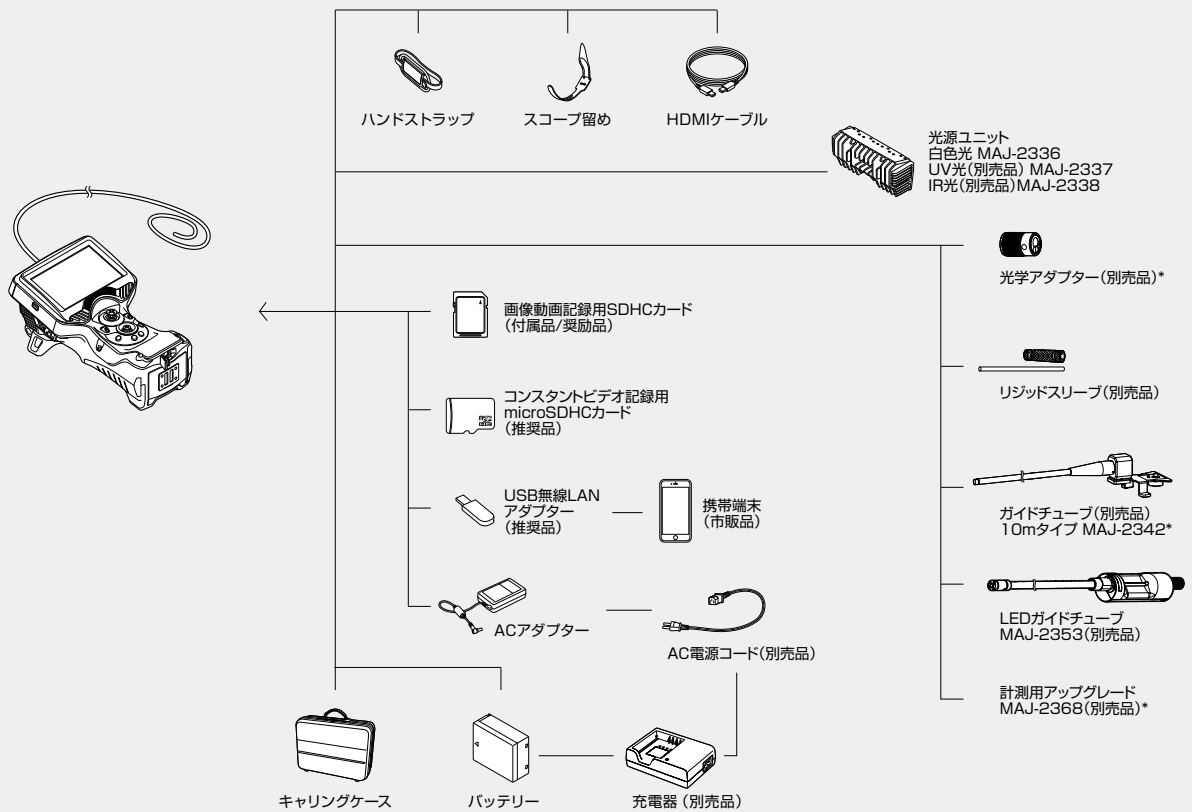 ハンドストラップ
スコープ留め
HDMIケーブル
光源ユニット
白色光 MAJ-2336
UV光(別売品) MAJ-2337
IR光(別売品)MAJ-2338
光学アダプター(別売品)*
画像動画記録用SDHCカード
(付属品/奨励品)
リジッドスリーブ(別売品)
コンスタントビデオ記録用
microSDHCカード
(推奨品)
USB無線LAN
アダプター
(推奨品)
携帯端末
(市販品)
ガイドチューブ(別売品)
10mタイプ MAJ-2342*
ACアダプター
AC電源コード(別売品)
LEDガイドチューブ
MAJ-2353(別売品)
計測用アップグレード
MAJ-2368(別売品)*
キャリングケース
バッテリー
充電器 (別売品)